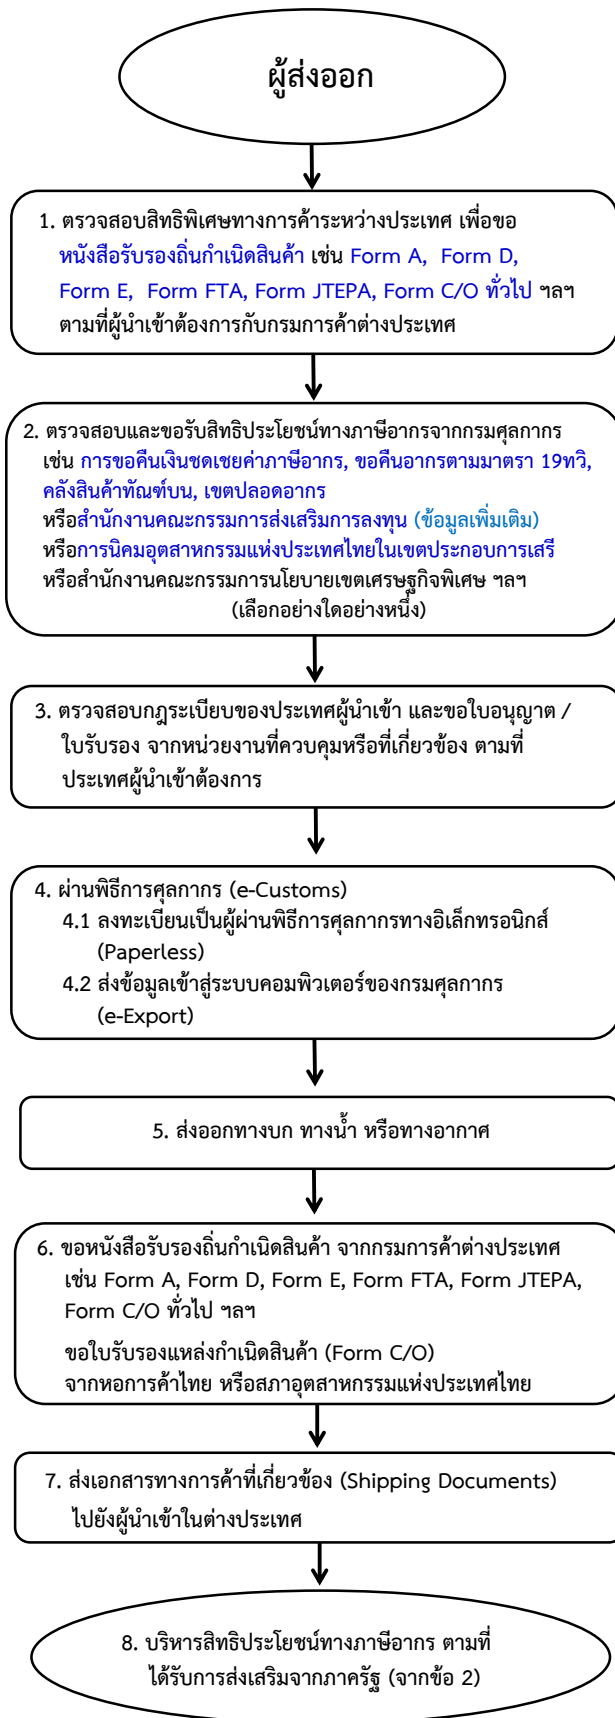 ผู้ส่งออก
1. ตรวจสอบสิทธิพิเศษทางการค้าระหว่างประเทศ เพื่อขอ
หนังสือรับรองถิ่นกำเนิดสินค้า เช่น Form A, Form D,
Form E, Form FTA, Form JTEPA, Form C/O ทั่วไป ฯลฯ
ตามที่ผู้นำเข้าต้องการกับกรมการค้าต่างประเทศ
2. ตรวจสอบและขอรับสิทธิประโยชน์ทางภาษีอากรจากกรมศุลกากร
เช่น การขอคืนเงินชดเชยค่าภาษีอากร, ขอคืนอากรตามมาตรา 19ทวิ,
คลังสินค้าทัณฑ์บน, เขตปลอดอากร
หรือสำนักงานคณะกรรมการส่งเสริมการลงทุน (ข้อมูลเพิ่มเติม)
หรือการนิคมอุตสาหกรรมแห่งประเทศไทยในเขตประกอบการเสรี
หรือสำนักงานคณะกรรมการนโยบายเขตเศรษฐกิจพิเศษ ฯลฯ
(เลือกอย่างใดอย่างหนึ่ง)
3. ตรวจสอบกฎระเบียบของประเทศผู้นำเข้า และขอใบอนุญาต /
ใบรับรอง จากหน่วยงานที่ควบคุมหรือที่เกี่ยวข้อง ตามที่
ประเทศผู้นำเข้าต้องการ
4. ผ่านพิธีการศุลกากร (e-Customs)
4.1 ลงทะเบียนเป็นผู้ผ่านพิธีการศุลกากรทางอิเล็กทรอนิกส์
(Paperless)
4.2 ส่งข้อมูลเข้าสู่ระบบคอมพิวเตอร์ของกรมศุลกากร
(e-Export)
5. ส่งออกทางบก ทางน้ำ หรือทางอากาศ
6. ขอหนังสือรับรองถิ่นกำเนิดสินค้า จากกรมการค้าต่างประเทศ
เช่น Form A, Form D, Form E, Form FTA, Form JTEPA,
Form C/O ทั่วไป ฯลฯ
ขอใบรับรองแหล่งกำเนิดสินค้า (Form C/O)
จากหอการค้าไทย หรือสภาอุตสาหกรรมแห่งประเทศไทย
7. ส่งเอกสารทางการค้าที่เกี่ยวข้อง (Shipping Documents)
ไปยังผู้นำเข้าในต่างประเทศ
8. บริหารสิทธิประโยชน์ทางภาษีอากร ตามที่
ได้รับการส่งเสริมจากภาครัฐ (จากข้อ 2)